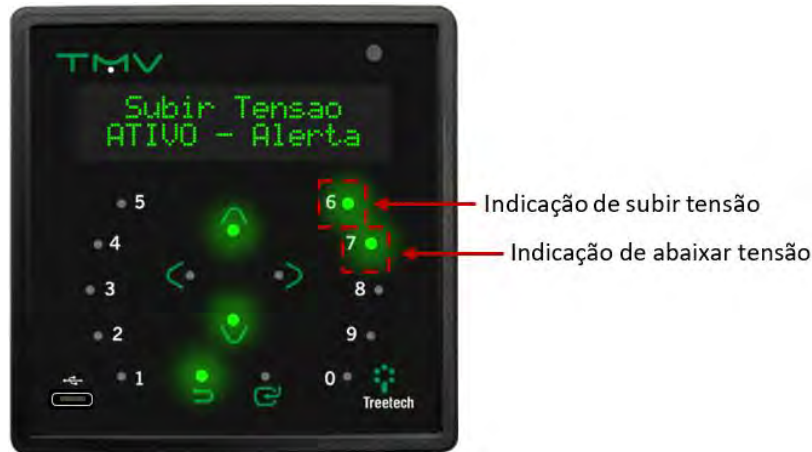 TMV
Subir Tensao
ATIVO - Alerta
5
6
Indicação de subir tensão
4
7
Indicação de abaixar tensão
3
8
2
9
1
0
Treetech